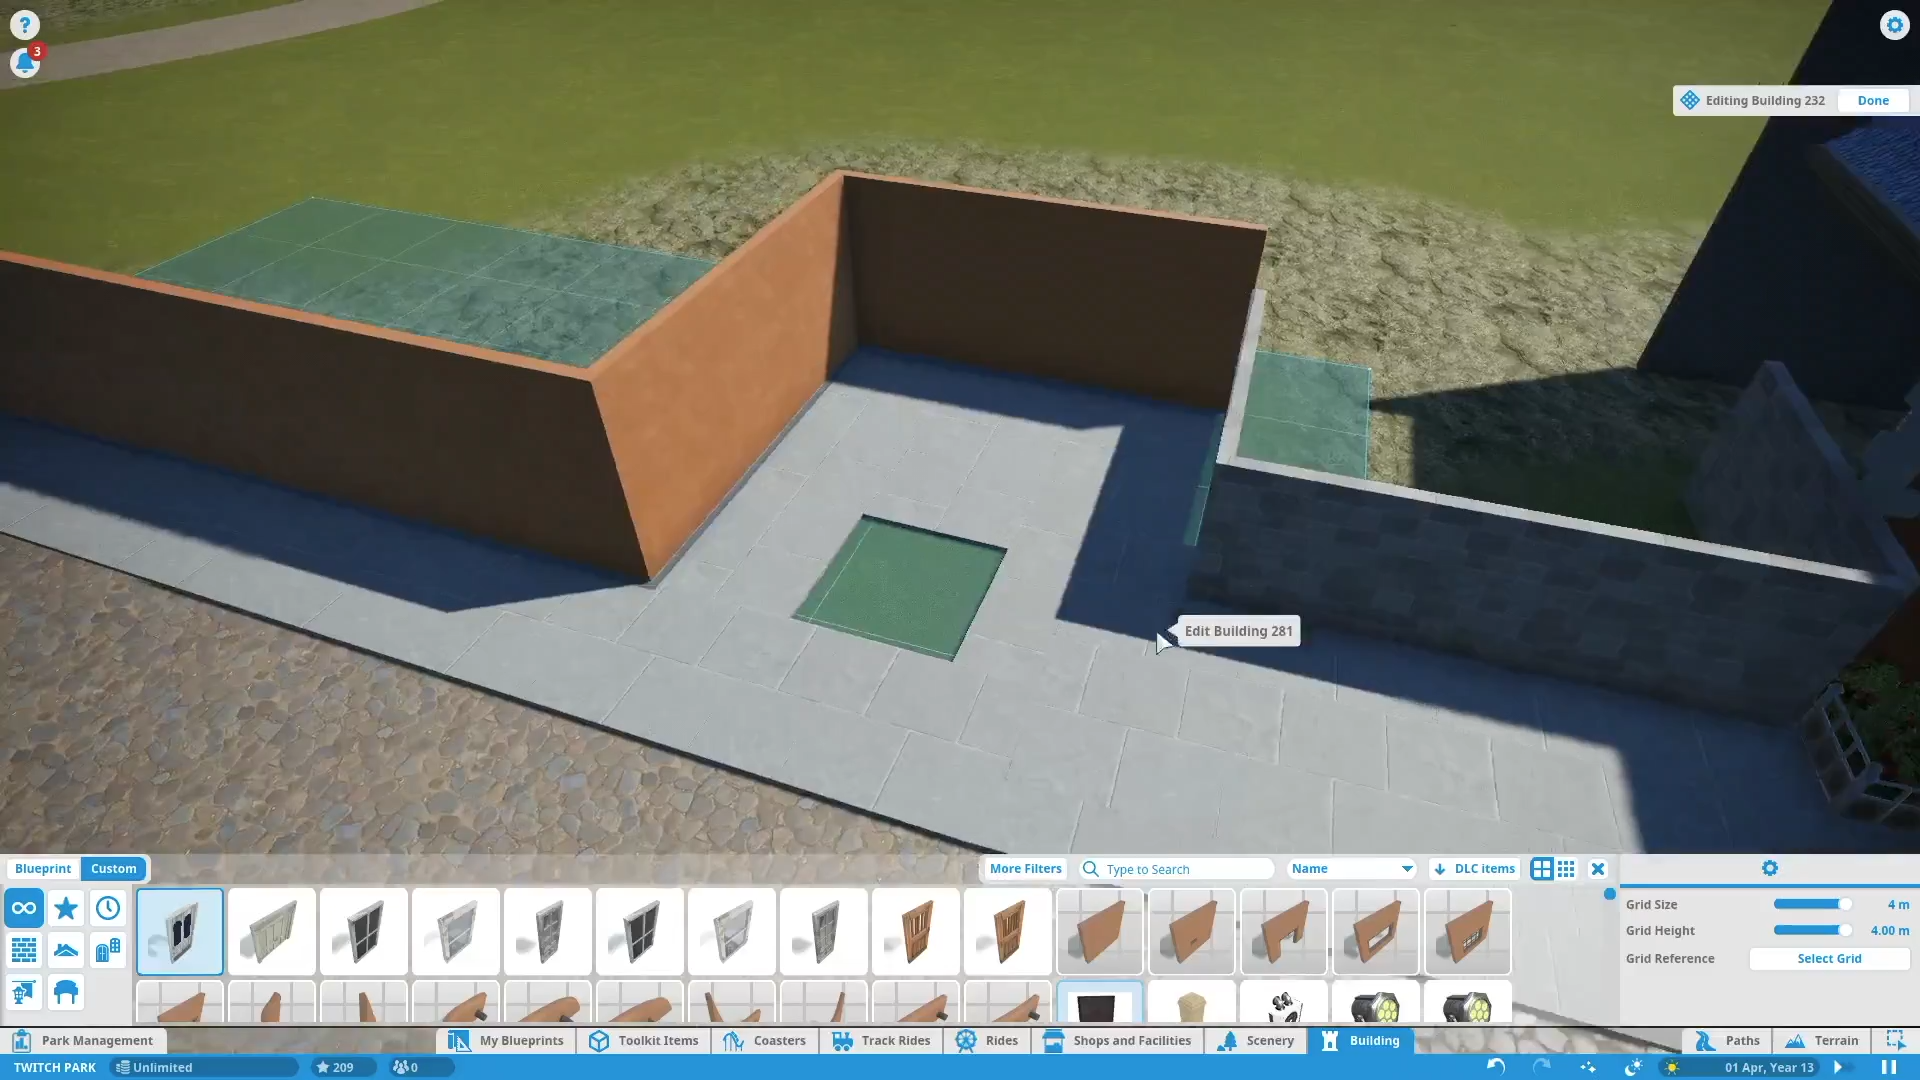 ?
3
Editing Building 232
Done
Edit Building 281
Blueprint
Custom
More Filters
Type to Search
Name
DLC items
Grid Size
4 m
Grid Height
4.00 m
Grid Reference
Select Grid
Park Management
My Blueprints
Toolkit Items
Coasters
Track Rides
Rides
Shops and Facilities
Scenery
Building
Paths
Terrain
TWITCH PARK
Unlimited
209
0
01 Apr, Year 13